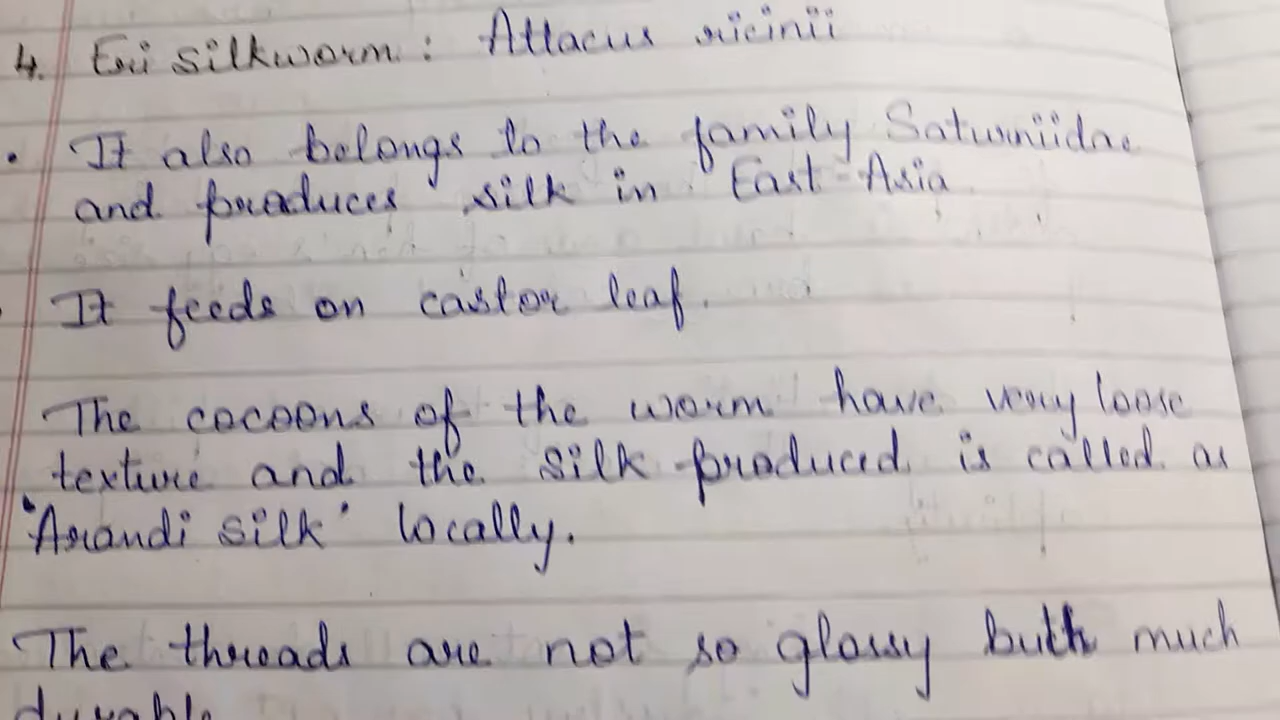 4. Eri silkworm: Attacus ricinii
• It also belongs to the family Saturniidae
and produces silk in East-Asia
It feeds on castor leaf.
The cocoons of the worm have very loose
texture and the silk produced is called as
'Arandi silk' locally.
The threads are not so glossy buth much
durable